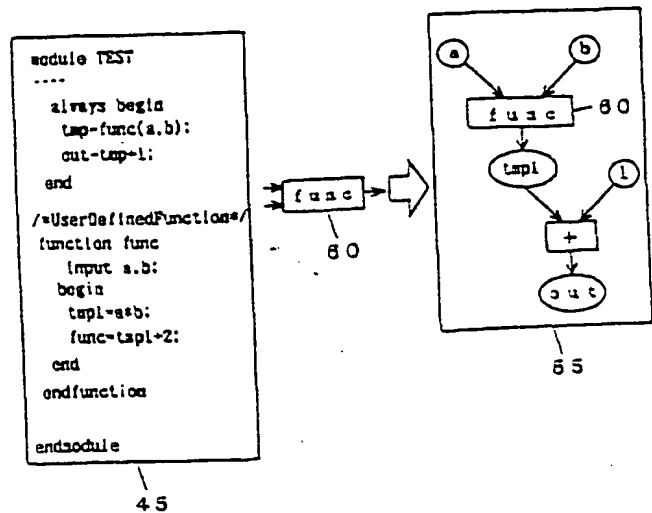 module TEST
----
always begin
tmp=func(a,b);
out=tmp+1;
end
/*UserDefinedFunction*/
function func
input a,b;
begin
tmp1=a*b;
func=tmp1+2;
end
endfunction
endmodule
45
func
60
a
b
func
60
tmp1
1
+
out
65